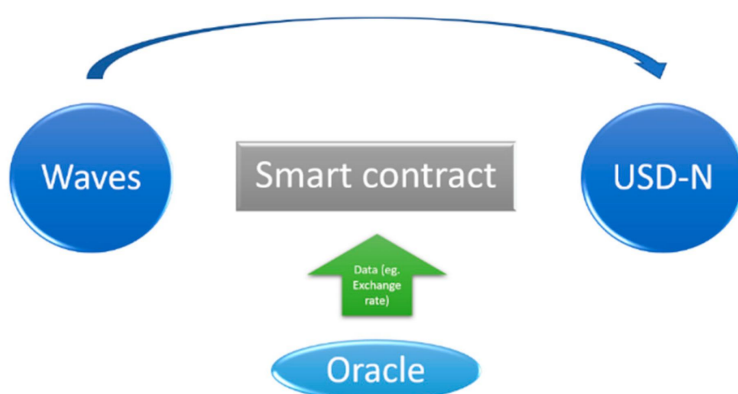 Waves
Smart contract
USD-N
Data (eg.
Exchange
rate)
Oracle